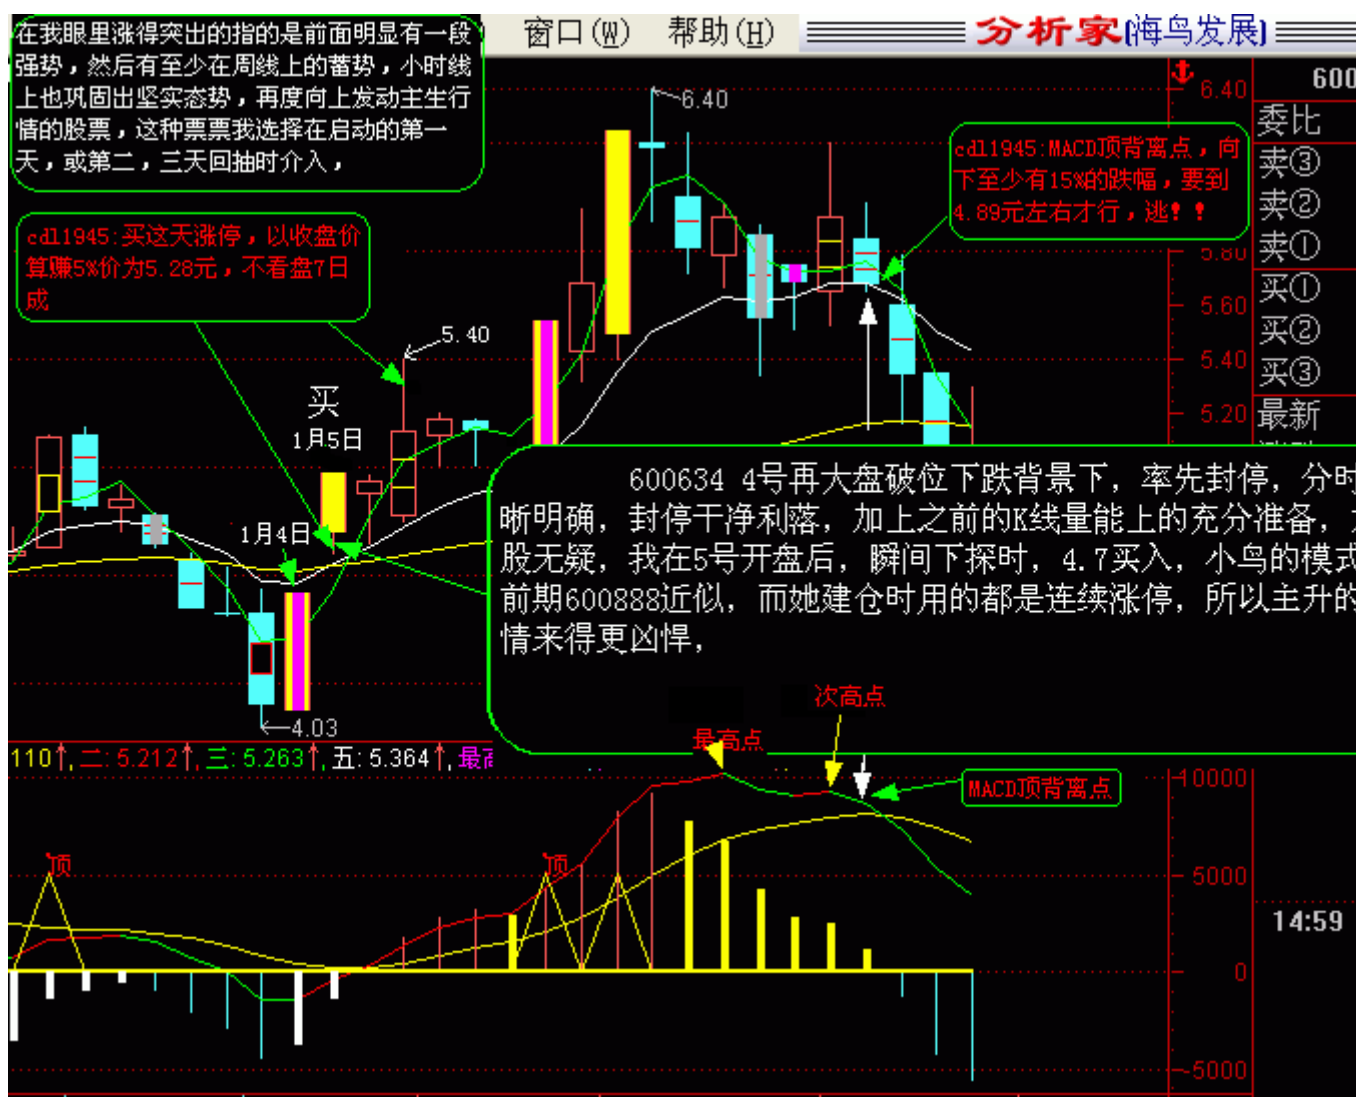 窗口(W) 帮助(H)
分析家[海鸟发展]
在我眼里涨得突出的指的是前面明显有一段
强势，然后有至少在周线上的蓄势，小时线
上也巩固出坚实态势，再度向上发动主生行
情的股票，这种票票我选择在启动的第一
天，或第二，三天回抽时介入，
6.40
6.40
600
委比
卖③
卖②
卖①
买①
买②
买③
最新
cdl1945:MACD顶背离点，向
下至少有15%的跌幅，要到
4.89元左右才行，逃！！
cdl1945:买这天涨停，以收盘价
算赚5%价为5.28元，不看盘7日
成
5.80
5.60
5.40
5.20
5.40
买
1月5日
1月4日
4.03
600634 4号再大盘破位下跌背景下，率先封停，分时
晰明确，封停干净利落，加上之前的K线量能上的充分准备，
股无疑，我在5号开盘后，瞬间下探时，4.7买入，小鸟的模式
前期600888近似，而她建仓时用的都是连续涨停，所以主升的
情来得更凶悍，
110↑,二:5.212↑,三:5.263↑,五:5.364↑,最高
次高点
最高点
MACD顶背离点
顶
顶
10000
5000
0
-5000
14:59